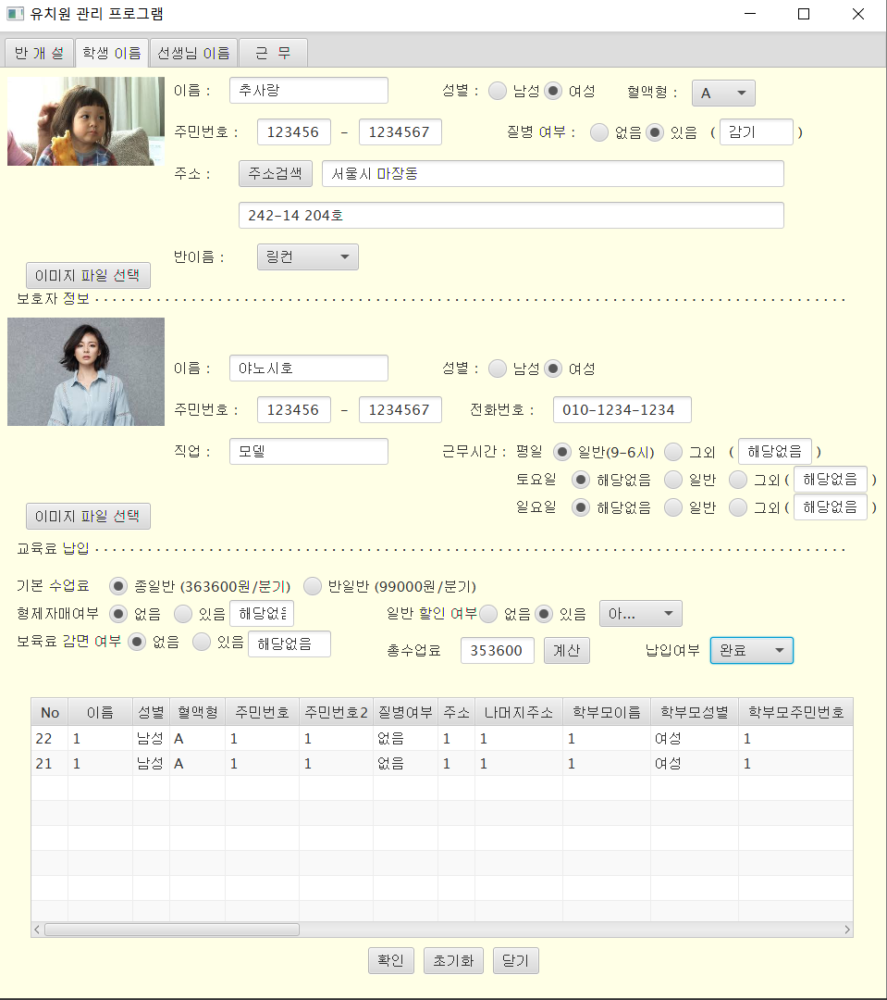 유치원 관리 프로그램
반 개 설 학생 이름 선생님 이름 근 무
이름 : 추사랑 성별 : 남성 여성 혈액형 : A
주민번호 : 123456 - 1234567 질병 여부 : 없음 있음 ( 감기 )
주소 : 주소검색 서울시 마장동
242-14 204호
반이름 : 링컨
이미지 파일 선택
보호자 정보
이름 : 야노시호 성별 : 남성 여성
주민번호 : 123456 - 1234567 전화번호 : 010-1234-1234
직업 : 모델 근무시간 : 평일 일반(9-6시) 그외 ( 해당없음 )
토요일 해당없음 일반 그외 ( 해당없음 )
일요일 해당없음 일반 그외 ( 해당없음 )
이미지 파일 선택
교육료 납입
기본 수업료 종일반 (363600원/분기) 반일반 (99000원/분기)
형제자매여부 없음 있음 해당없음 일반 할인 여부 없음 있음 아...
보육료 감면 여부 없음 있음 해당없음 총수업료 353600 계산 납입여부 완료
No 이름 성별 혈액형 주민번호 주민번호2 질병여부 주소 나머지주소 학부모이름 학부모성별 학부모주민번호
22 1 남성 A 1 1 없음 1 1 1 여성 1
21 1 남성 A 1 1 없음 1 1 1 여성 1
확인 초기화 닫기